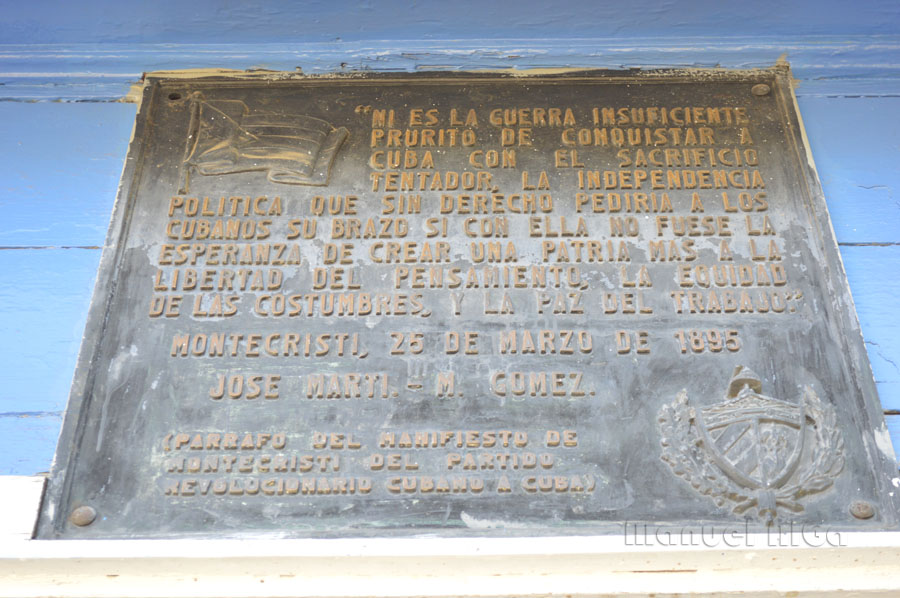 "NI ES LA GUERRA INSUFICIENTE
PRURITO DE CONQUISTAR A
CUBA CON EL SACRIFICIO
TENTADOR, LA INDEPENDENCIA
POLITICA QUE SIN DERECHO PEDIRIA A LOS
CUBANOS SU BRAZO SI CON ELLA NO FUESE LA
ESPERANZA DE CREAR UNA PATRIA MAS A LA
LIBERTAD DEL PENSAMIENTO, LA EQUIDAD
DE LAS COSTUMBRES, Y LA PAZ DEL TRABAJO"
MONTECRISTI, 25 DE MARZO DE 1895
JOSE MARTI.- M. GOMEZ.
(PARRAFO DEL MANIFIESTO DE
MONTECRISTI DEL PARTIDO
REVOLUCIONARIO CUBANO A CUBA)
Manuel